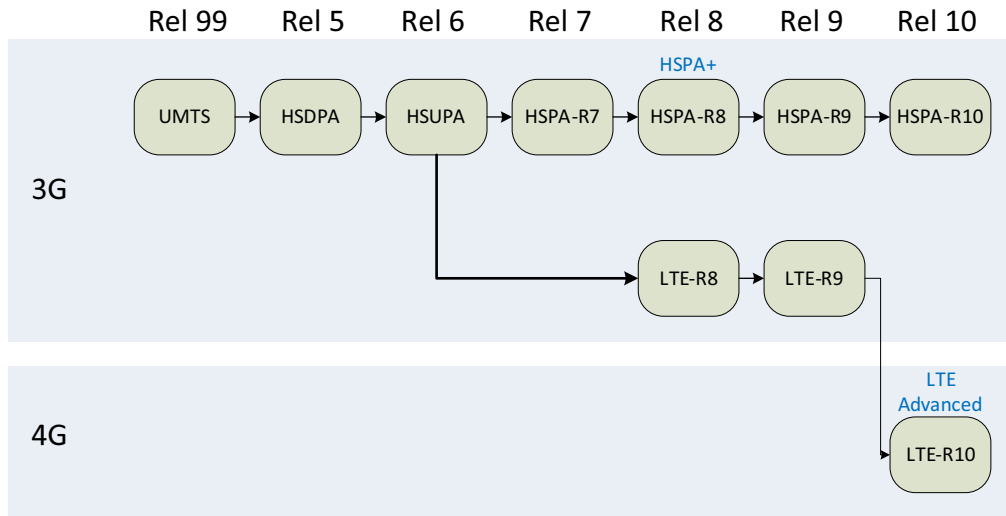 Rel 99 Rel 5 Rel 6 Rel 7 Rel 8 Rel 9 Rel 10
HSPA+
UMTS HSDPA HSUPA HSPA-R7 HSPA-R8 HSPA-R9 HSPA-R10
3G
LTE-R8 LTE-R9
LTE
Advanced
4G
LTE-R10